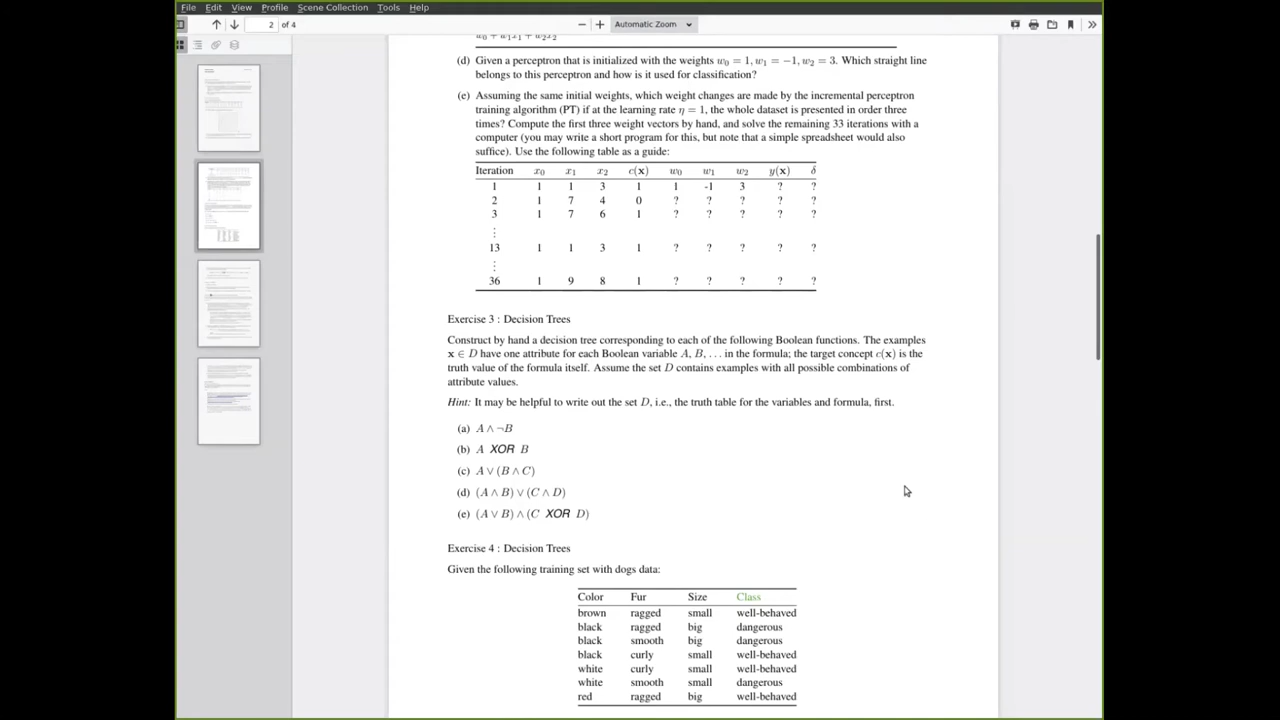 File Edit View Profile Scene Collection Tools Help
2 of 4 Automatic Zoom
w₀ + w₁x₁ + w₂x₂
(d) Given a perceptron that is initialized with the weights w₀ = 1, w₁ = −1, w₂ = 3. Which straight line
belongs to this perceptron and how is it used for classification?
(e) Assuming the same initial weights, which weight changes are made by the incremental perceptron
training algorithm (PT) if at the learning rate η = 1, the whole dataset is presented in order three
times? Compute the first three weight vectors by hand, and solve the remaining 33 iterations with a
computer (you may write a short program for this, but note that a simple spreadsheet would also
suffice). Use the following table as a guide:
Iteration x₀ x₁ x₂ c(x) w₀ w₁ w₂ y(x) δ
1 1 1 3 1 1 -1 3 ? ?
2 1 7 4 0 ? ? ? ? ?
3 1 7 6 1 ? ? ? ? ?
⋮
13 1 1 3 1 ? ? ? ? ?
⋮
36 1 9 8 1 ? ? ? ? ?
Exercise 3 : Decision Trees
Construct by hand a decision tree corresponding to each of the following Boolean functions. The examples
x ∈ D have one attribute for each Boolean variable A, B, . . . in the formula; the target concept c(x) is the
truth value of the formula itself. Assume the set D contains examples with all possible combinations of
attribute values.
Hint: It may be helpful to write out the set D, i.e., the truth table for the variables and formula, first.
(a) A ∧ ¬B
(b) A XOR B
(c) A ∨ (B ∧ C)
(d) (A ∧ B) ∨ (C ∧ D)
(e) (A ∨ B) ∧ (C XOR D)
Exercise 4 : Decision Trees
Given the following training set with dogs data:
Color Fur Size Class
brown ragged small well-behaved
black ragged big dangerous
black smooth big dangerous
black curly small well-behaved
white curly small well-behaved
white smooth small dangerous
red ragged big well-behaved